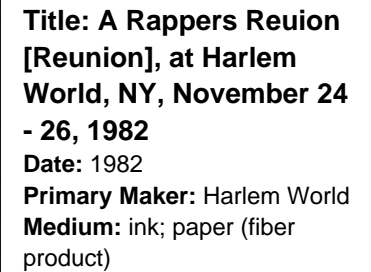 Title: A Rappers Reuion
[Reunion], at Harlem
World, NY, November 24
- 26, 1982
Date: 1982
Primary Maker: Harlem World
Medium: ink; paper (fiber
product)